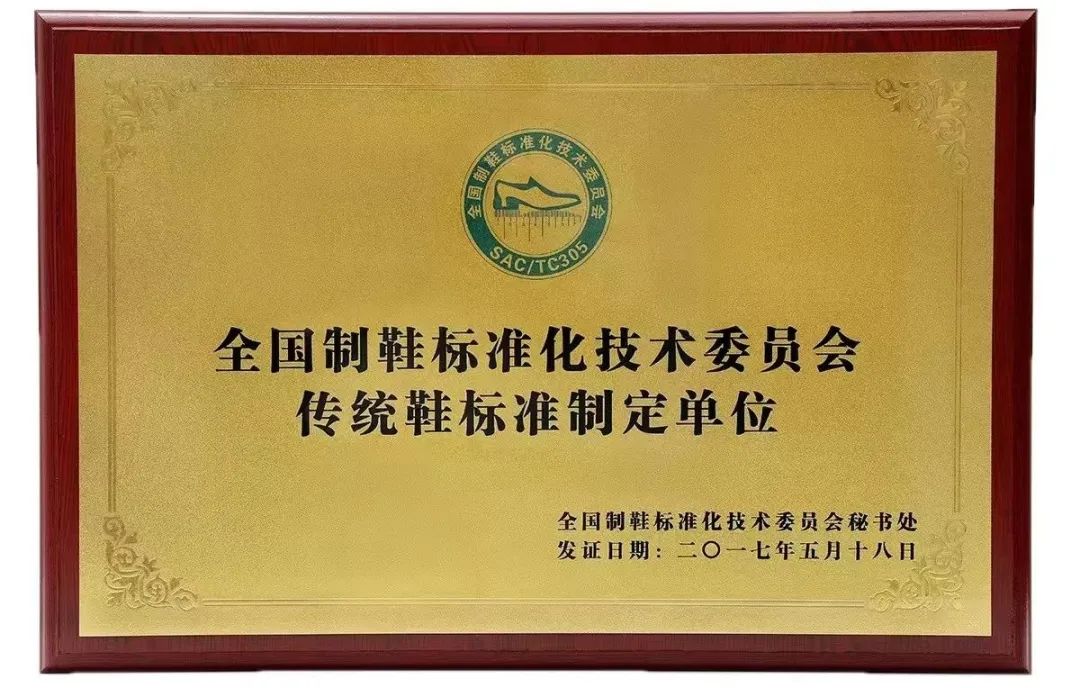 全国制鞋标准化技术委员会
SAC/TC305
全国制鞋标准化技术委员会
传统鞋标准制定单位
全国制鞋标准化技术委员会秘书处
发证日期：二〇一七年五月十八日